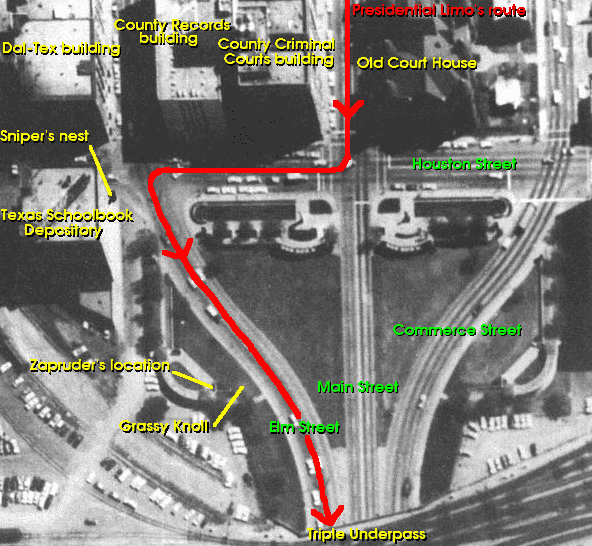 Presidential Limo's route
County Records
building
Dal-Tex building
County Criminal
Courts building
Old Court House
Sniper's nest
Houston Street
Texas Schoolbook
Depository
Commerce Street
Zapruder's location
Main Street
Grassy Knoll
Elm Street
Triple Underpass